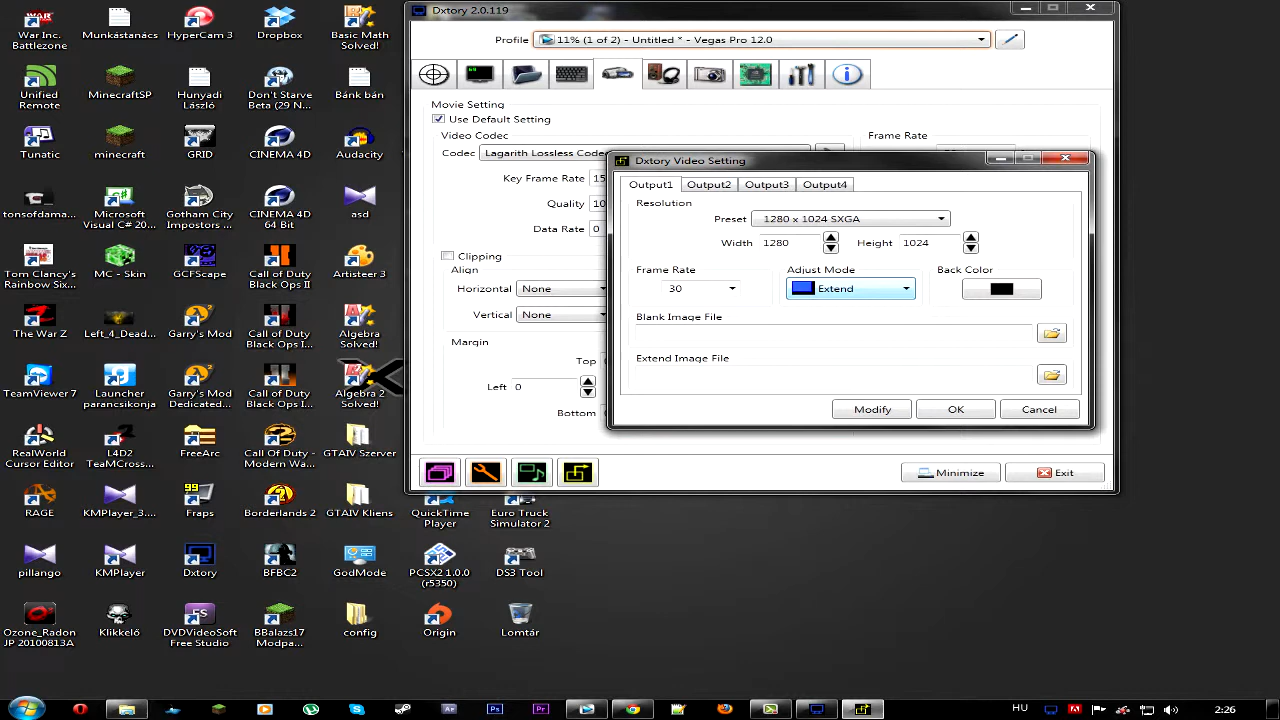 War Inc. Battlezone
Munkástanács
HyperCam 3
Dropbox
Basic Math Solved!
Unified Remote
MinecraftSP
Hunyadi László
Don't Starve Beta (29 N...
Bánk bán
Tunatic
minecraft
GRID
CINEMA 4D
Audacity
tonsofdama...
Microsoft Visual C# 20...
Gotham City Impostors ...
CINEMA 4D 64 Bit
asd
Tom Clancy's Rainbow Six...
MC - Skin
GCFScape
Call of Duty Black Ops II
Artisteer 3
The War Z
Left_4_Dead...
Garry's Mod
Call of Duty Black Ops I...
Algebra Solved!
TeamViewer 7
Launcher parancsikonja
Garry's Mod Dedicated...
Call of Duty Black Ops I...
Algebra 2 Solved!
RealWorld Cursor Editor
L4D2 TeaMCross...
FreeArc
Call Of Duty - Modern Wa...
GTAIV Szerver
RAGE
KMPlayer_3....
99
Fraps
Borderlands 2
GTAIV Kliens
QuickTime Player
Euro Truck Simulator 2
pillango
KMPlayer
Dxtory
BFBC2
GodMode
PCSX2 1.0.0 (r5350)
DS3 Tool
Ozone_Radon JP 20100813A
Klikkelő
DVDVideoSoft Free Studio
BBalazs17 Modpa...
config
Origin
Lomtár
Dxtory 2.0.119
Profile
11% (1 of 2) - Untitled * - Vegas Pro 12.0
Movie Setting
Use Default Setting
Video Codec
Frame Rate
Codec
Lagarith Lossless Codec
Key Frame Rate
15
Quality
10
Data Rate
0
Clipping
Align
Horizontal
None
Vertical
None
Margin
Top
Left
0
Bottom
Minimize
Exit
Dxtory Video Setting
Output1 Output2 Output3 Output4
Resolution
Preset
1280 x 1024 SXGA
Width
1280
Height
1024
Frame Rate
Adjust Mode
Back Color
30
Extend
Blank Image File
Extend Image File
Modify
OK
Cancel
Ae
Ps
Pr
HU
2:26